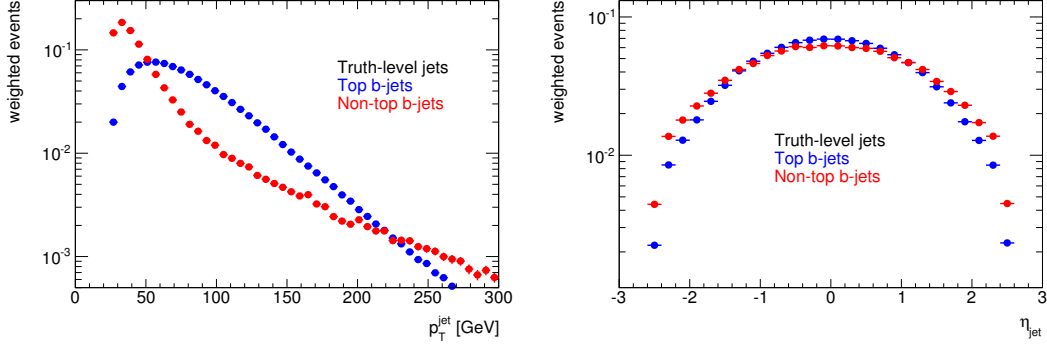 weighted events
10⁻¹
10⁻²
10⁻³
Truth-level jets
Top b-jets
Non-top b-jets
0 50 100 150 200 250 300
p_T^jet [GeV]
weighted events
10⁻¹
10⁻²
Truth-level jets
Top b-jets
Non-top b-jets
-3 -2 -1 0 1 2 3
η_jet